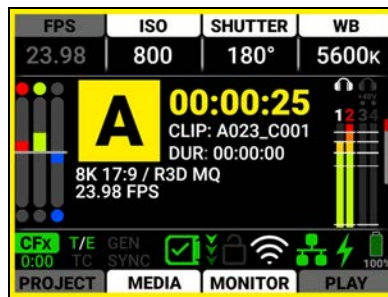 FPS ISO SHUTTER WB
23.98 800 180° 5600K
A
00:00:25
CLIP: A023_C001
DUR: 00:00:00
8K 17:9 / R3D MQ
23.98 FPS
+48V
1 2 3 4
CFx T/E GEN
0:00 TC SYNC
100%
PROJECT MEDIA MONITOR PLAY